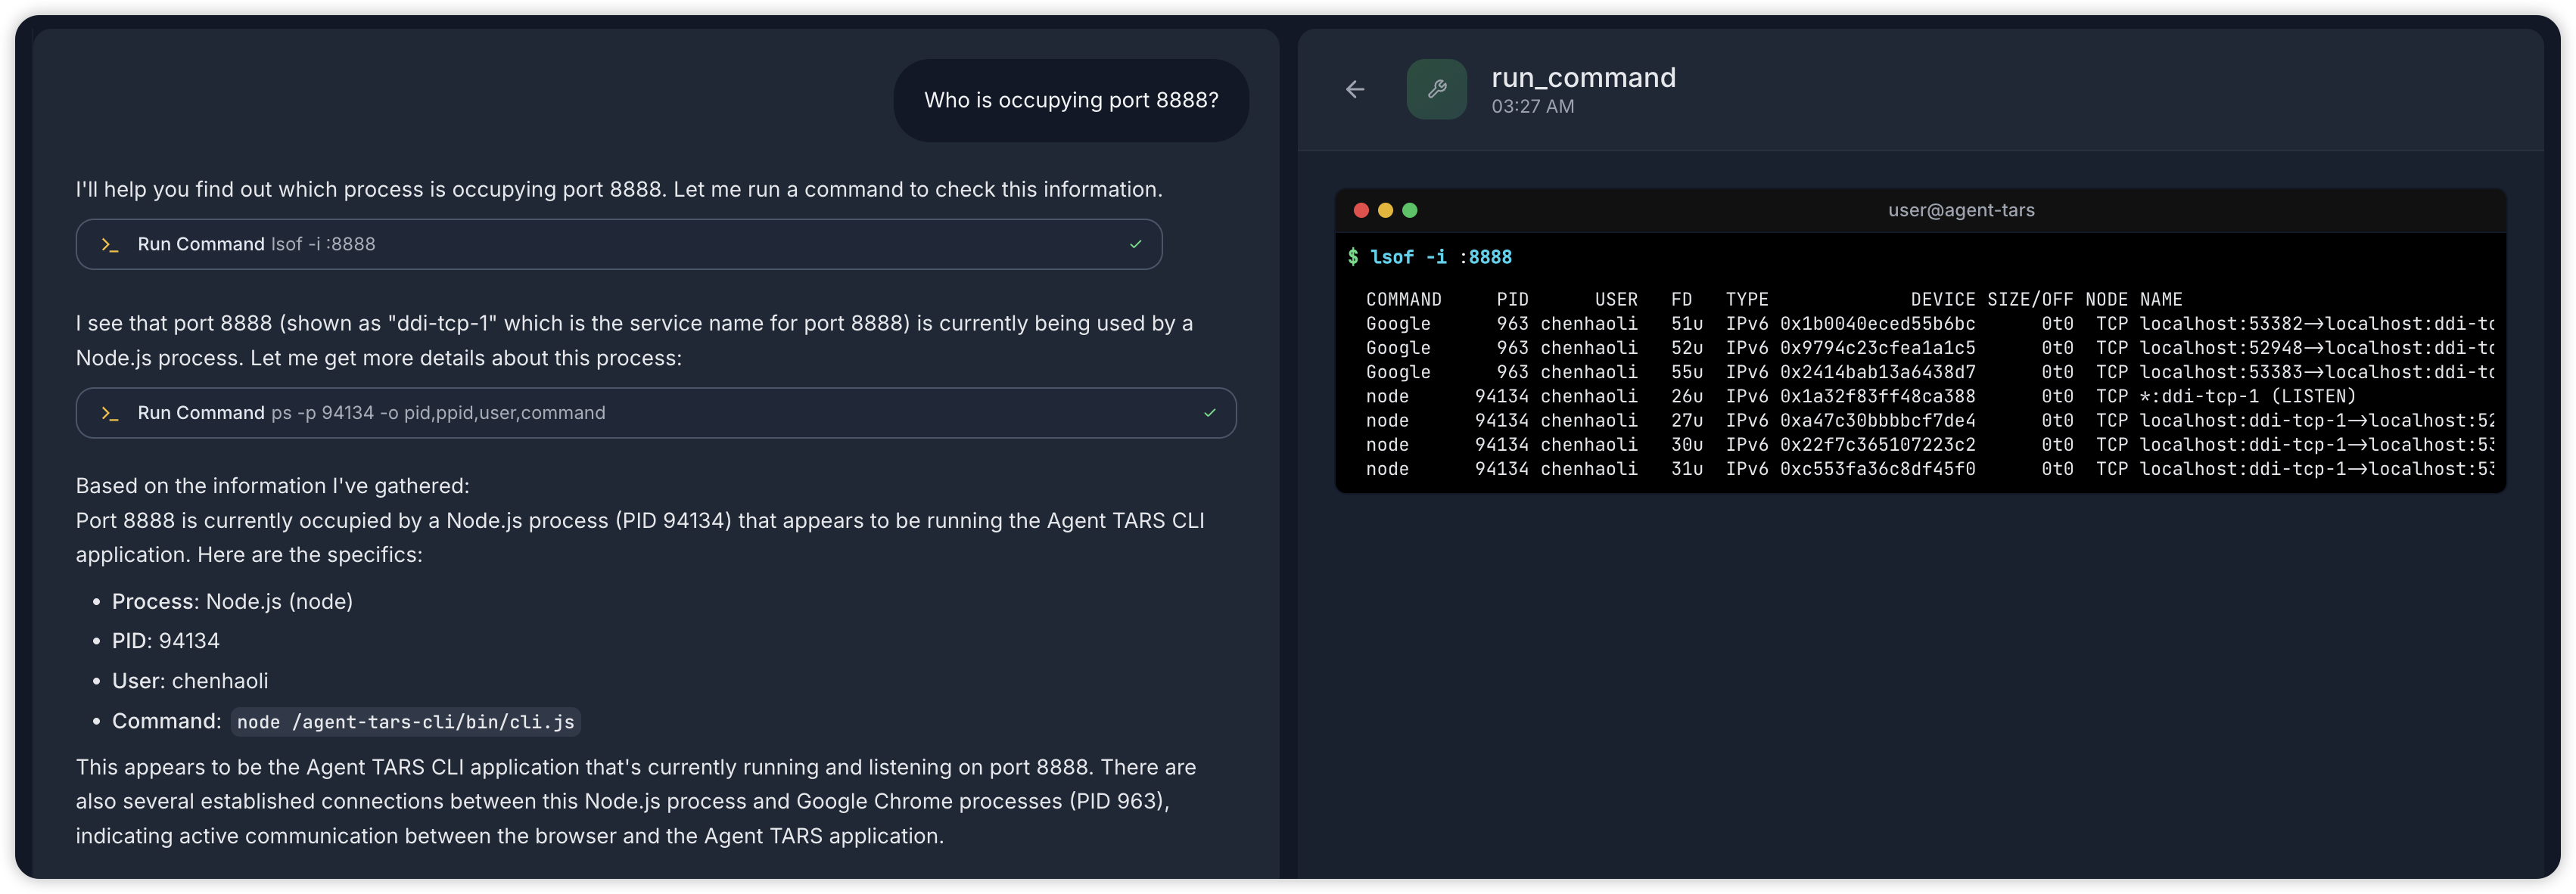 Who is occupying port 8888?
I'll help you find out which process is occupying port 8888. Let me run a command to check this information.
Run Command lsof -i :8888
I see that port 8888 (shown as "ddi-tcp-1" which is the service name for port 8888) is currently being used by a
Node.js process. Let me get more details about this process:
Run Command ps -p 94134 -o pid,ppid,user,command
Based on the information I've gathered:
Port 8888 is currently occupied by a Node.js process (PID 94134) that appears to be running the Agent TARS CLI
application. Here are the specifics:
• Process: Node.js (node)
• PID: 94134
• User: chenhaoli
• Command: node /agent-tars-cli/bin/cli.js
This appears to be the Agent TARS CLI application that's currently running and listening on port 8888. There are
also several established connections between this Node.js process and Google Chrome processes (PID 963),
indicating active communication between the browser and the Agent TARS application.
run_command
03:27 AM
user@agent-tars
$ lsof -i :8888
COMMAND PID USER FD TYPE DEVICE SIZE/OFF NODE NAME
Google 963 chenhaoli 51u IPv6 0x1b0040eced55b6bc 0t0 TCP localhost:53382->localhost:ddi-tc
Google 963 chenhaoli 52u IPv6 0x9794c23cfea1a1c5 0t0 TCP localhost:52948->localhost:ddi-tc
Google 963 chenhaoli 55u IPv6 0x2414bab13a6438d7 0t0 TCP localhost:53383->localhost:ddi-tc
node 94134 chenhaoli 26u IPv6 0x1a32f83ff48ca388 0t0 TCP *:ddi-tcp-1 (LISTEN)
node 94134 chenhaoli 27u IPv6 0xa47c30bbbbcf7de4 0t0 TCP localhost:ddi-tcp-1->localhost:52
node 94134 chenhaoli 30u IPv6 0x22f7c365107223c2 0t0 TCP localhost:ddi-tcp-1->localhost:53
node 94134 chenhaoli 31u IPv6 0xc553fa36c8df45f0 0t0 TCP localhost:ddi-tcp-1->localhost:53